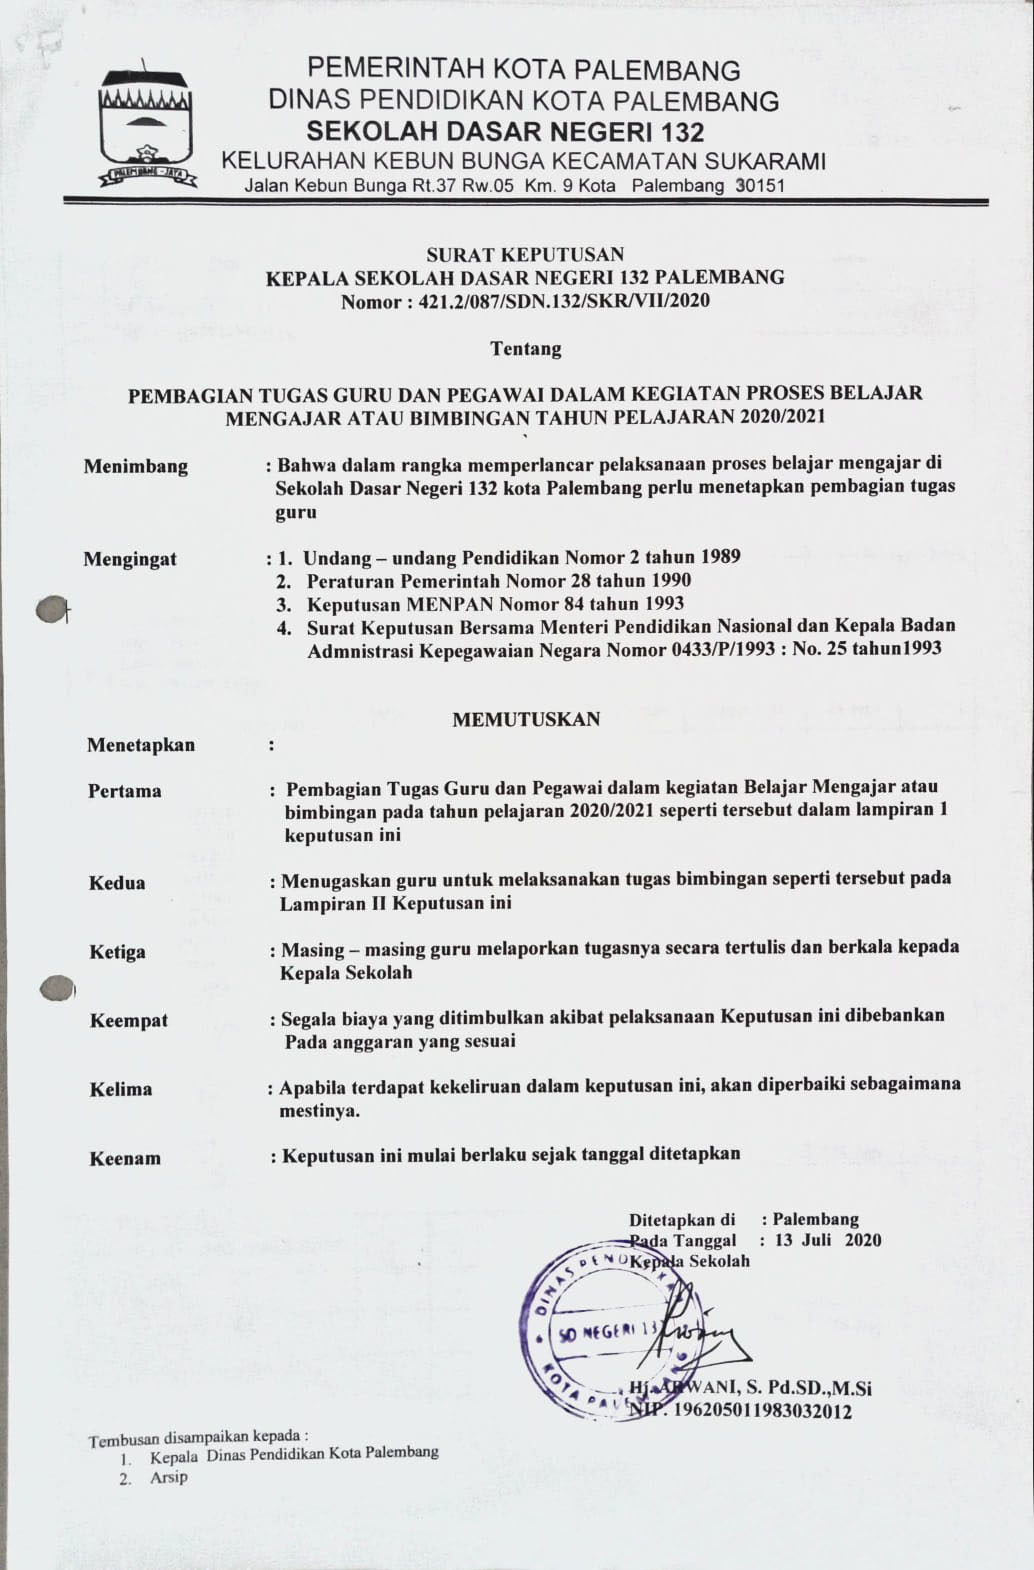 PEMERINTAH KOTA PALEMBANG
DINAS PENDIDIKAN KOTA PALEMBANG
SEKOLAH DASAR NEGERI 132
KELURAHAN KEBUN BUNGA KECAMATAN SUKARAMI
Jalan Kebun Bunga Rt.37 Rw.05 Km. 9 Kota Palembang 30151
PALEMBANG - JAYA
SURAT KEPUTUSAN
KEPALA SEKOLAH DASAR NEGERI 132 PALEMBANG
Nomor : 421.2/087/SDN.132/SKR/VII/2020
Tentang
PEMBAGIAN TUGAS GURU DAN PEGAWAI DALAM KEGIATAN PROSES BELAJAR
MENGAJAR ATAU BIMBINGAN TAHUN PELAJARAN 2020/2021
Menimbang : Bahwa dalam rangka memperlancar pelaksanaan proses belajar mengajar di
Sekolah Dasar Negeri 132 kota Palembang perlu menetapkan pembagian tugas
guru
Mengingat : 1. Undang – undang Pendidikan Nomor 2 tahun 1989
2. Peraturan Pemerintah Nomor 28 tahun 1990
3. Keputusan MENPAN Nomor 84 tahun 1993
4. Surat Keputusan Bersama Menteri Pendidikan Nasional dan Kepala Badan
Admnistrasi Kepegawaian Negara Nomor 0433/P/1993 : No. 25 tahun1993
MEMUTUSKAN
Menetapkan :
Pertama : Pembagian Tugas Guru dan Pegawai dalam kegiatan Belajar Mengajar atau
bimbingan pada tahun pelajaran 2020/2021 seperti tersebut dalam lampiran 1
keputusan ini
Kedua : Menugaskan guru untuk melaksanakan tugas bimbingan seperti tersebut pada
Lampiran II Keputusan ini
Ketiga : Masing – masing guru melaporkan tugasnya secara tertulis dan berkala kepada
Kepala Sekolah
Keempat : Segala biaya yang ditimbulkan akibat pelaksanaan Keputusan ini dibebankan
Pada anggaran yang sesuai
Kelima : Apabila terdapat kekeliruan dalam keputusan ini, akan diperbaiki sebagaimana
mestinya.
Keenam : Keputusan ini mulai berlaku sejak tanggal ditetapkan
Ditetapkan di : Palembang
Pada Tanggal : 13 Juli 2020
Kepala Sekolah
DINAS PENDIDIKAN
SD NEGERI 132
KOTA PALEMBANG
Hj. ARWANI, S. Pd.SD.,M.Si
NIP. 196205011983032012
Tembusan disampaikan kepada :
1. Kepala Dinas Pendidikan Kota Palembang
2. Arsip